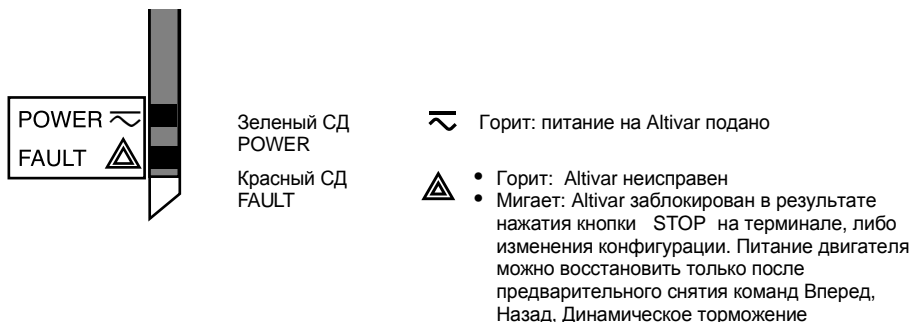 POWER
FAULT
Зеленый СД
POWER
Горит: питание на Altivar подано
Красный СД
FAULT
• Горит: Altivar неисправен
• Мигает: Altivar заблокирован в результате
нажатия кнопки STOP на терминале, либо
изменения конфигурации. Питание двигателя
можно восстановить только после
предварительного снятия команд Вперед,
Назад, Динамическое торможение